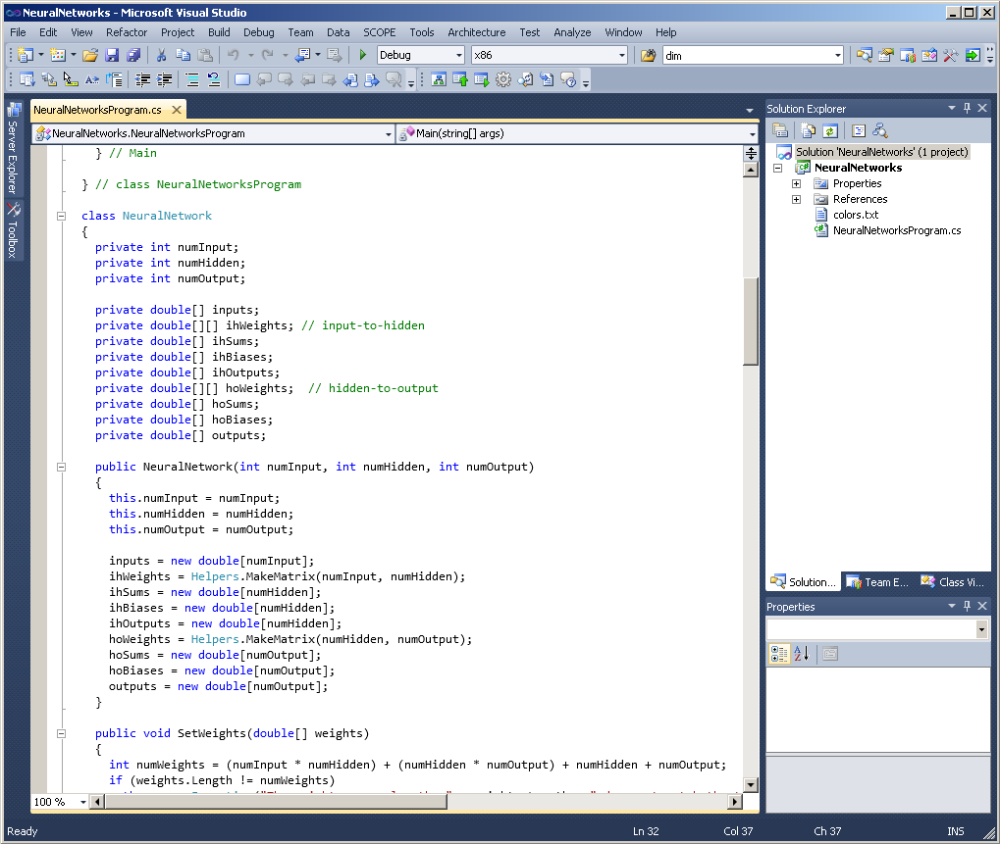 NeuralNetworks - Microsoft Visual Studio
File Edit View Refactor Project Build Debug Team Data SCOPE Tools Architecture Test Analyze Window Help
Debug x86 dim
Server Explorer
Toolbox
NeuralNetworksProgram.cs
NeuralNetworks.NeuralNetworksProgram Main(string[] args)
} // Main
} // class NeuralNetworksProgram
class NeuralNetwork
{
private int numInput;
private int numHidden;
private int numOutput;
private double[] inputs;
private double[][] ihWeights; // input-to-hidden
private double[] ihSums;
private double[] ihBiases;
private double[] ihOutputs;
private double[][] hoWeights;  // hidden-to-output
private double[] hoSums;
private double[] hoBiases;
private double[] outputs;
public NeuralNetwork(int numInput, int numHidden, int numOutput)
{
this.numInput = numInput;
this.numHidden = numHidden;
this.numOutput = numOutput;
inputs = new double[numInput];
ihWeights = Helpers.MakeMatrix(numInput, numHidden);
ihSums = new double[numHidden];
ihBiases = new double[numHidden];
ihOutputs = new double[numHidden];
hoWeights = Helpers.MakeMatrix(numHidden, numOutput);
hoSums = new double[numOutput];
hoBiases = new double[numOutput];
outputs = new double[numOutput];
}
public void SetWeights(double[] weights)
{
int numWeights = (numInput * numHidden) + (numHidden * numOutput) + numHidden + numOutput;
if (weights.Length != numWeights)
100 %
Solution Explorer
Solution 'NeuralNetworks' (1 project)
NeuralNetworks
Properties
References
colors.txt
NeuralNetworksProgram.cs
Solution... Team E... Class Vi...
Properties
Ready Ln 32 Col 37 Ch 37 INS